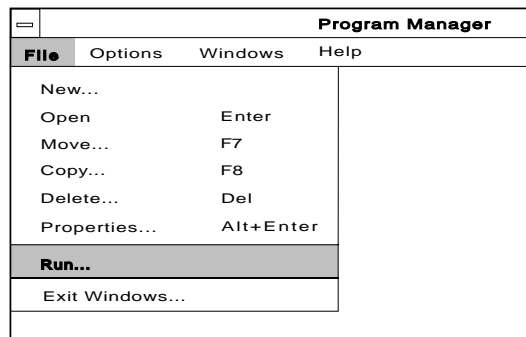 Program Manager
File Options Windows Help
New...
Open Enter
Move... F7
Copy... F8
Delete... Del
Properties... Alt+Enter
Run...
Exit Windows...